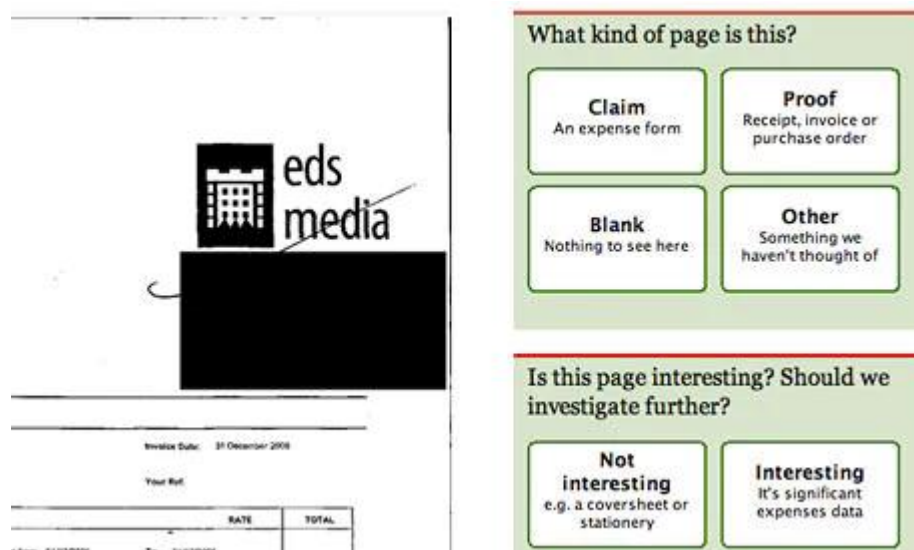 eds
media
Invoice Date: 31 December 2008
Your Ref:
RATE TOTAL
What kind of page is this?
Claim
An expense form
Proof
Receipt, invoice or
purchase order
Blank
Nothing to see here
Other
Something we
haven't thought of
Is this page interesting? Should we
investigate further?
Not
interesting
e.g. a coversheet or
stationery
Interesting
It's significant
expenses data